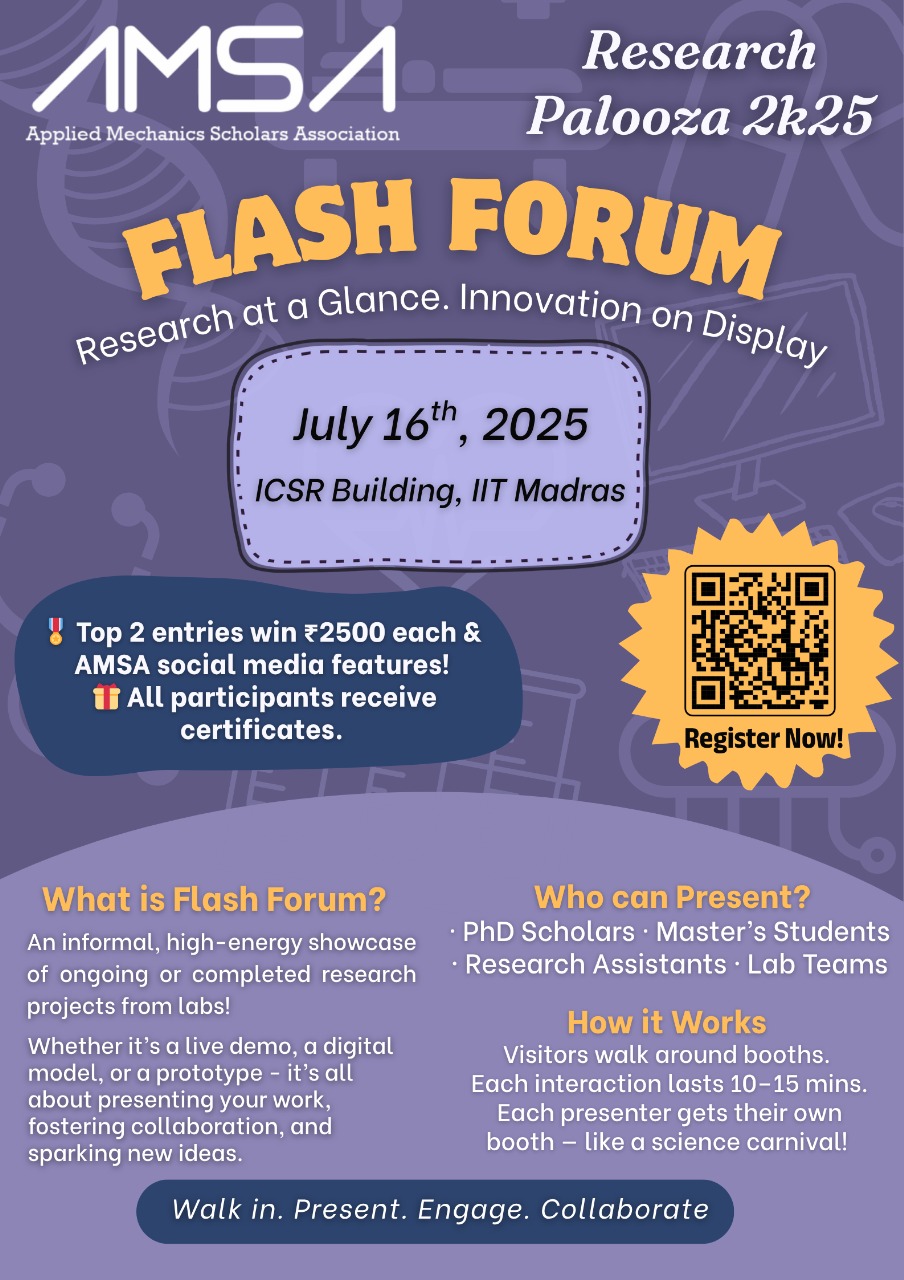 AMSA
Applied Mechanics Scholars Association
Research
Palooza 2k25
FLASH FORUM
Research at a Glance. Innovation on Display
July 16th, 2025
ICSR Building, IIT Madras
🎖️ Top 2 entries win ₹2500 each &
AMSA social media features!
🎁 All participants receive
certificates.
Register Now!
What is Flash Forum?
An informal, high-energy showcase
of ongoing or completed research
projects from labs!
Whether it's a live demo, a digital
model, or a prototype - it's all
about presenting your work,
fostering collaboration, and
sparking new ideas.
Who can Present?
· PhD Scholars · Master's Students
· Research Assistants · Lab Teams
How it Works
Visitors walk around booths.
Each interaction lasts 10–15 mins.
Each presenter gets their own
booth — like a science carnival!
Walk in. Present. Engage. Collaborate